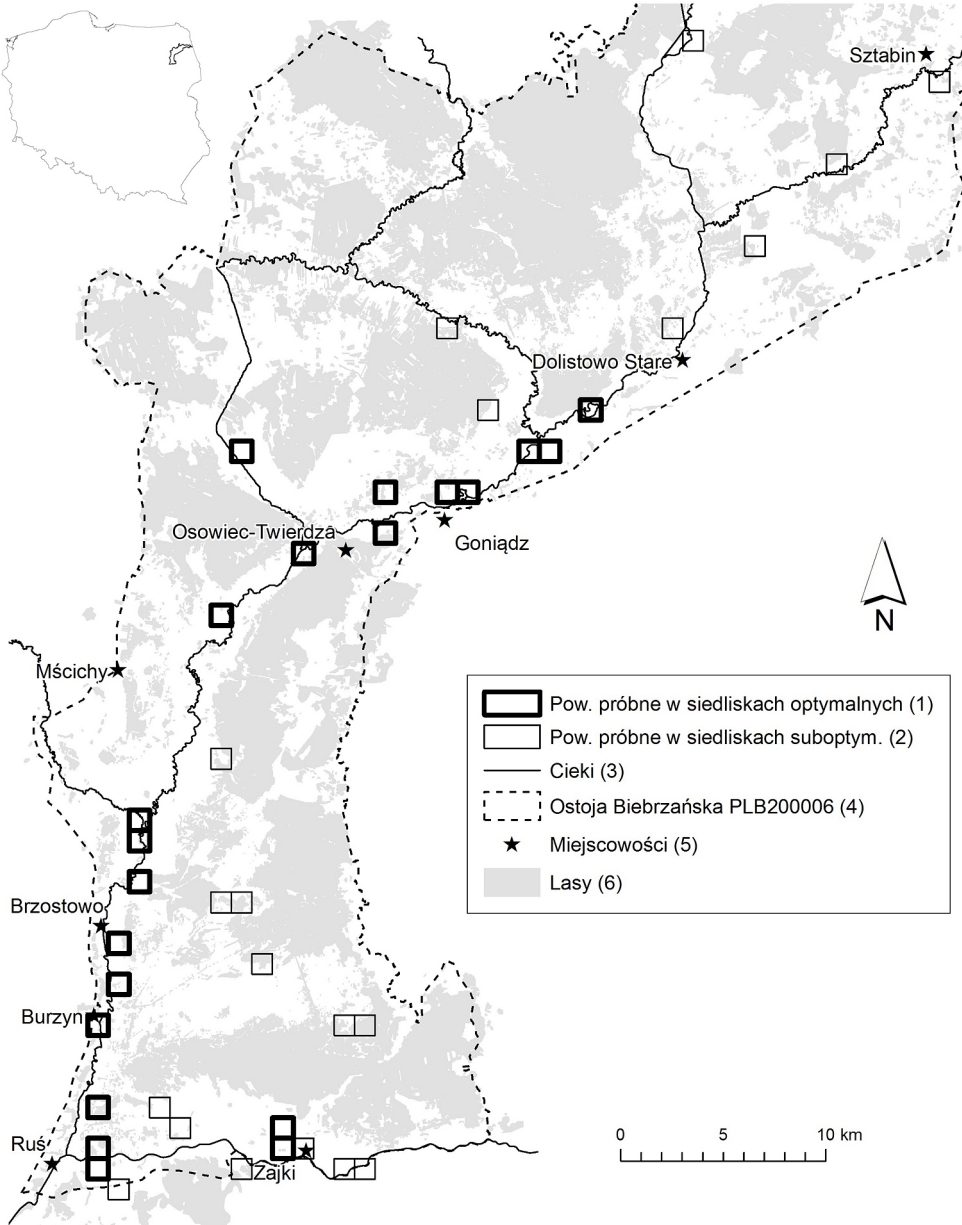 Sztabin
Dolistowo Stare
Osowiec-Twierdza
Goniądz
N
Mścichy
Pow. próbne w siedliskach optymalnych (1)
Pow. próbne w siedliskach suboptym. (2)
Cieki (3)
Ostoja Biebrzańska PLB200006 (4)
Miejscowości (5)
Lasy (6)
Brzostowo
Burzyn
Ruś
Zajki
0 5 10 km